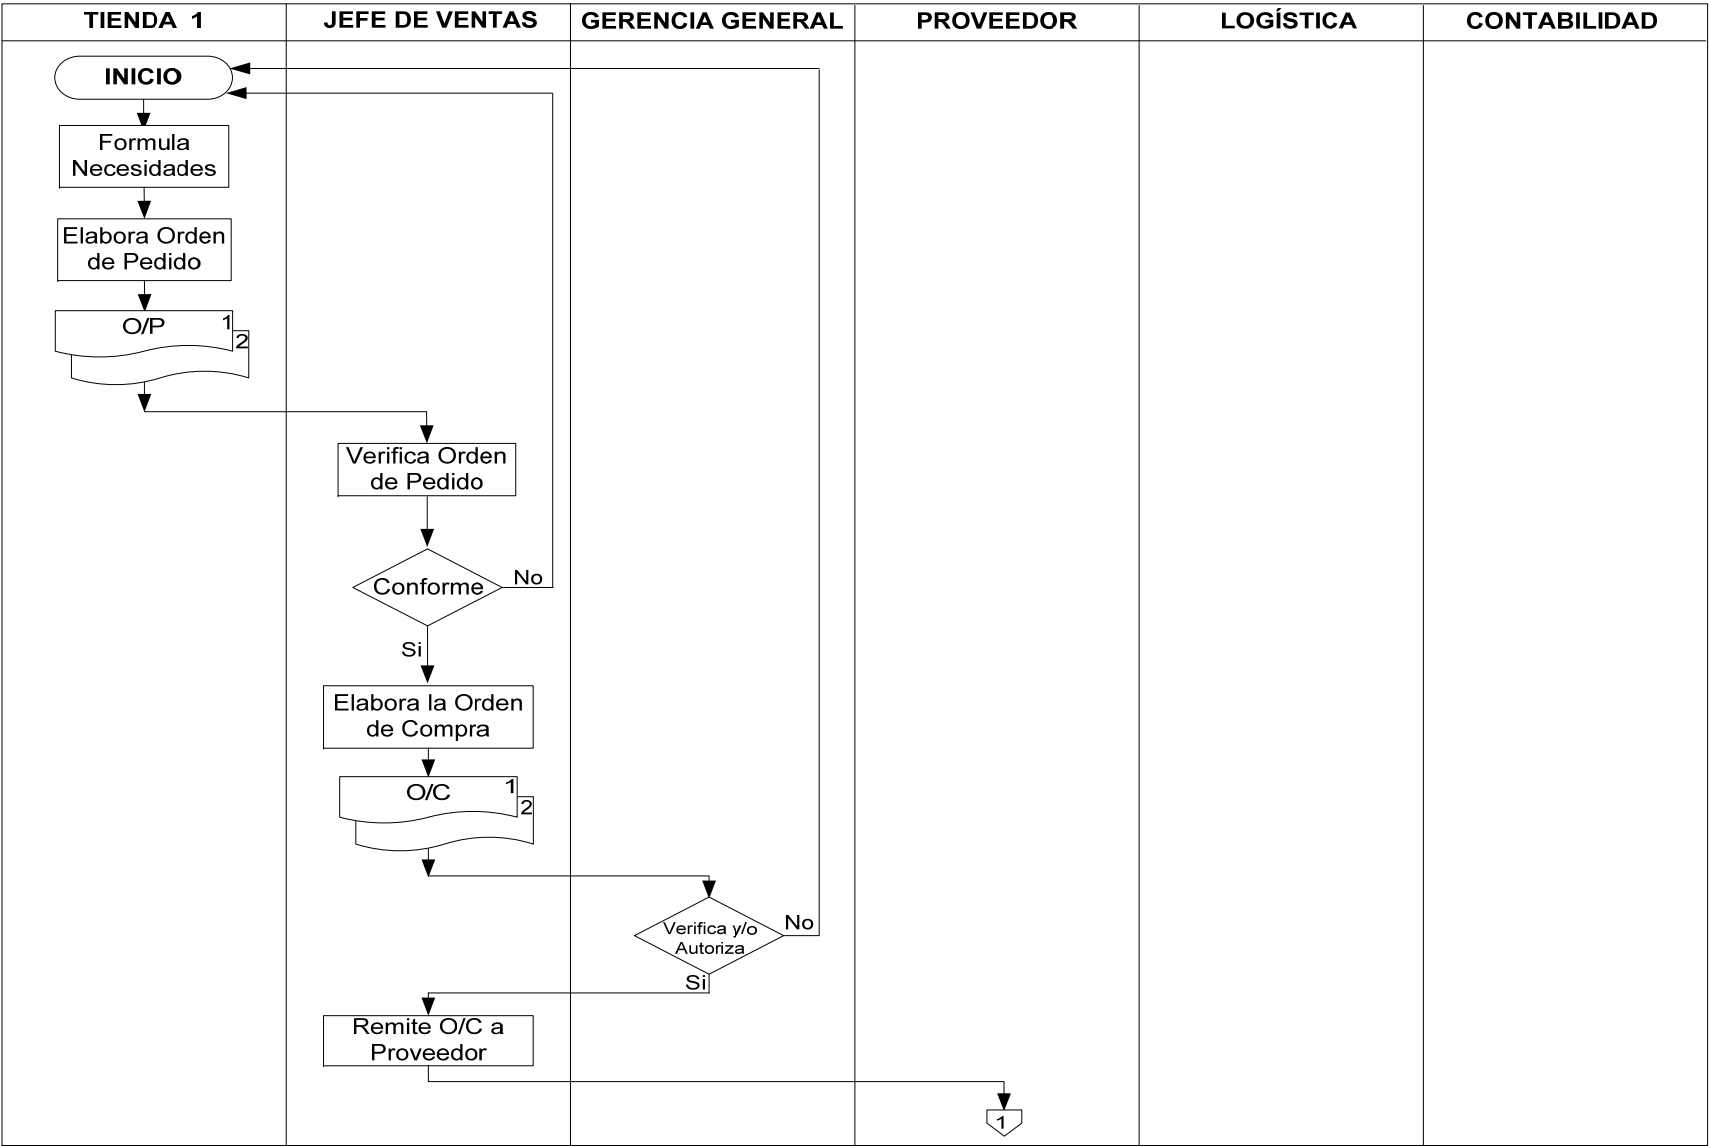 TIENDA 1
JEFE DE VENTAS
GERENCIA GENERAL
PROVEEDOR
LOGÍSTICA
CONTABILIDAD
INICIO
Formula
Necesidades
Elabora Orden
de Pedido
O/P
1
2
Verifica Orden
de Pedido
Conforme
No
Si
Elabora la Orden
de Compra
O/C
1
2
Verifica y/o
Autoriza
No
Si
Remite O/C a
Proveedor
1